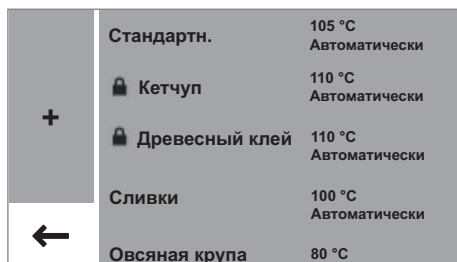 Стандартн.
105 °C
Автоматически
Кетчуп
110 °C
Автоматически
+
Древесный клей
110 °C
Автоматически
Сливки
100 °C
Автоматически
Овсяная крупа
80 °C